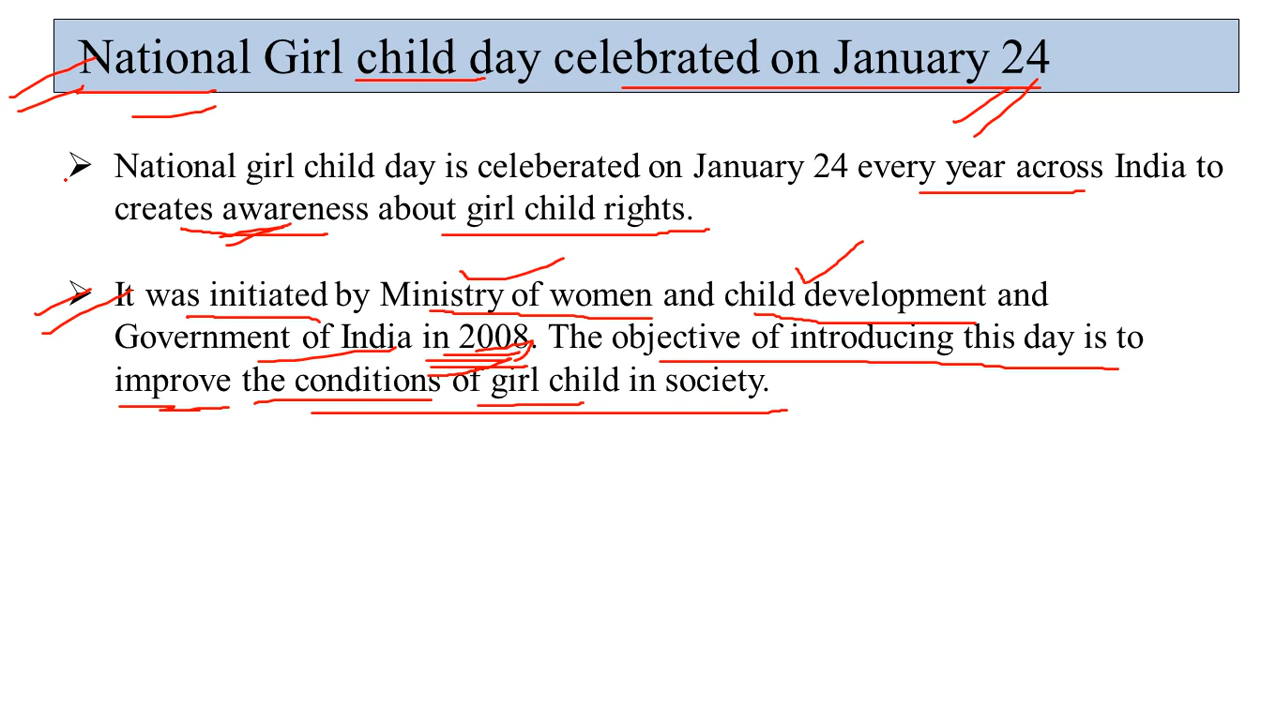 National Girl child day celebrated on January 24
➢ National girl child day is celeberated on January 24 every year across India to
creates awareness about girl child rights.
➢ It was initiated by Ministry of women and child development and
Government of India in 2008. The objective of introducing this day is to
improve the conditions of girl child in society.